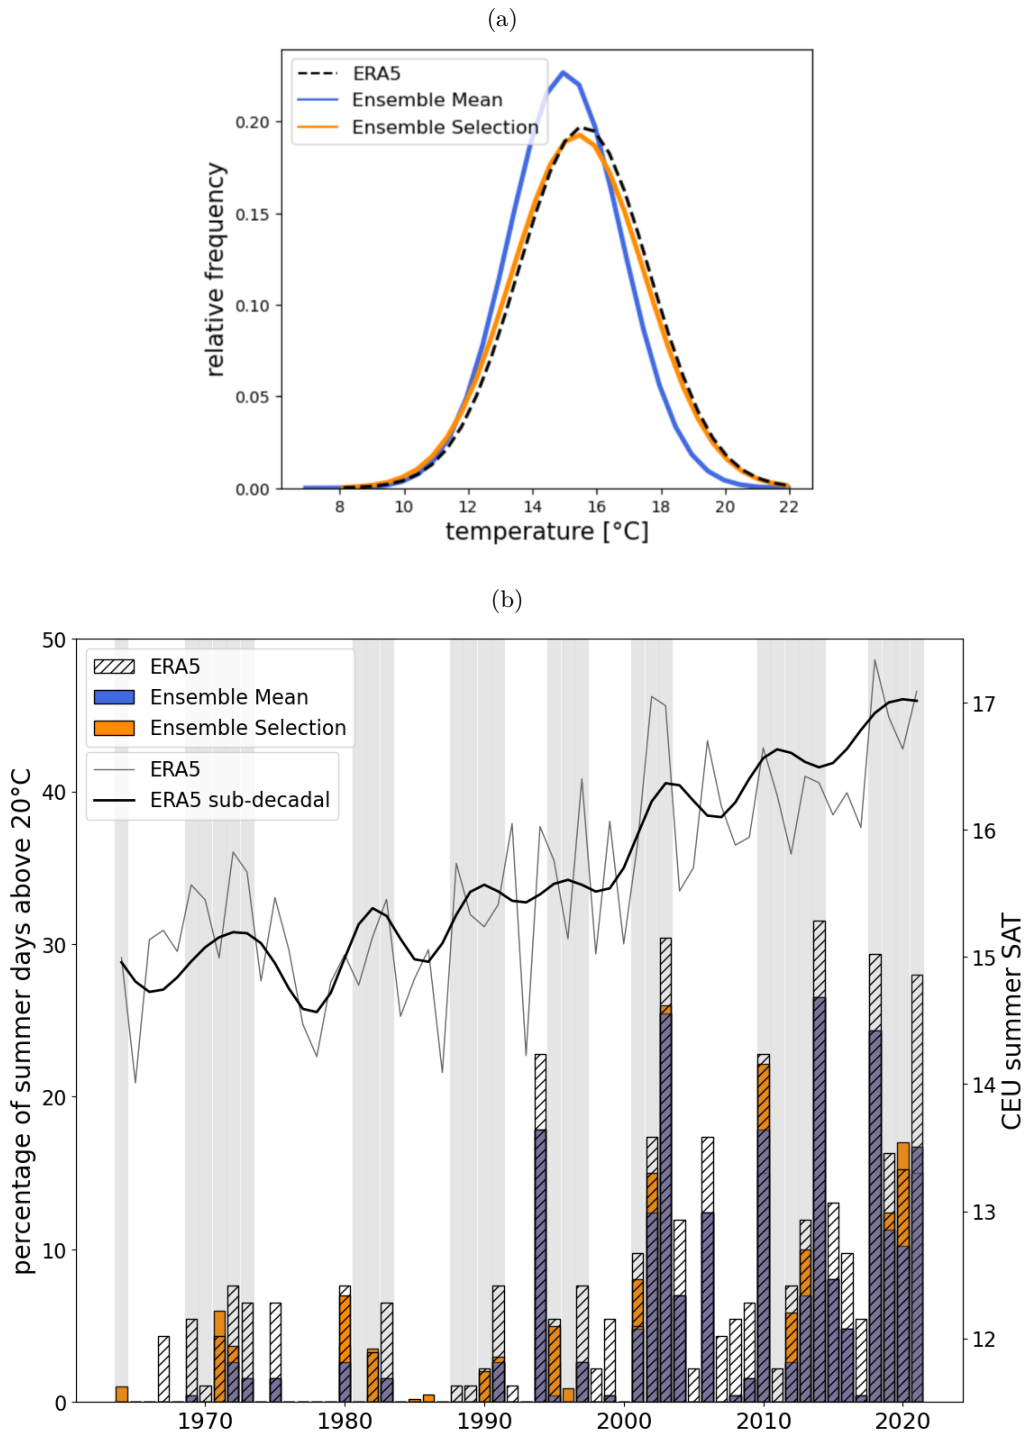 (a)
ERA5
Ensemble Mean
Ensemble Selection
relative frequency
0.20
0.15
0.10
0.05
0.00
8 10 12 14 16 18 20 22
temperature [°C]
(b)
ERA5
Ensemble Mean
Ensemble Selection
ERA5
ERA5 sub-decadal
percentage of summer days above 20°C
50
40
30
20
10
0
17
16
15
14
13
12
CEU summer SAT
1970 1980 1990 2000 2010 2020